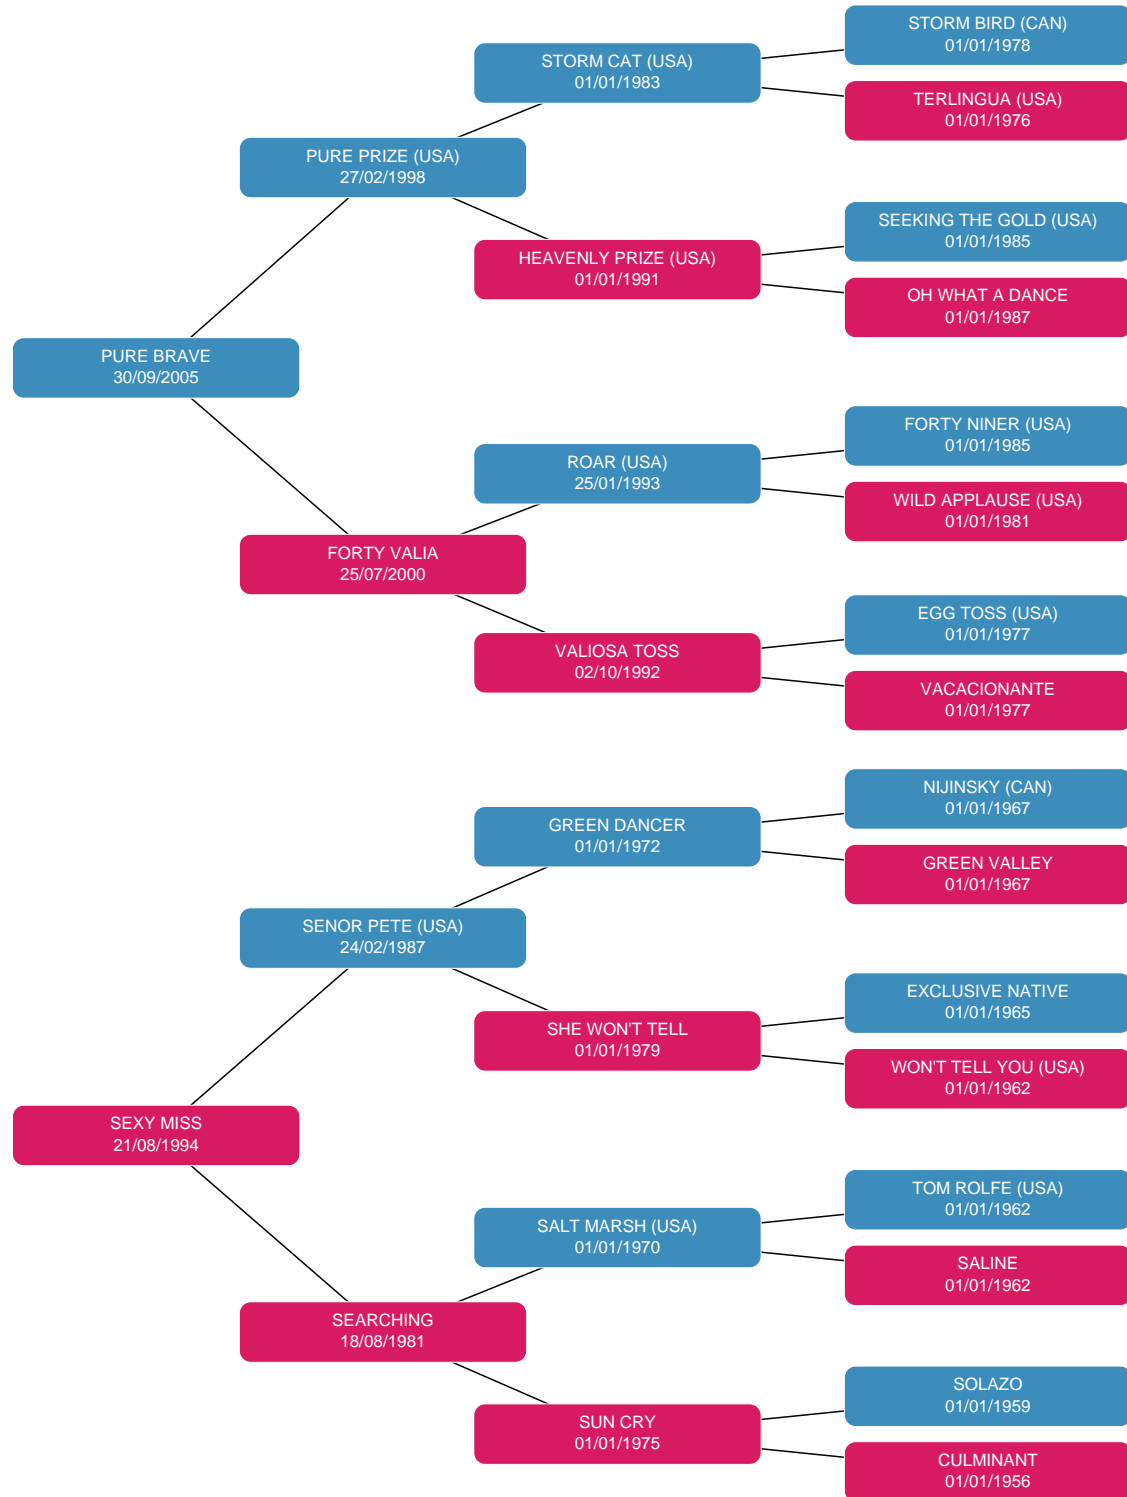 STORM BIRD (CAN)
01/01/1978
STORM CAT (USA)
01/01/1983
TERLINGUA (USA)
01/01/1976
PURE PRIZE (USA)
27/02/1998
SEEKING THE GOLD (USA)
01/01/1985
HEAVENLY PRIZE (USA)
01/01/1991
OH WHAT A DANCE
01/01/1987
PURE BRAVE
30/09/2005
FORTY NINER (USA)
01/01/1985
ROAR (USA)
25/01/1993
WILD APPLAUSE (USA)
01/01/1981
FORTY VALIA
25/07/2000
EGG TOSS (USA)
01/01/1977
VALIOSA TOSS
02/10/1992
VACACIONANTE
01/01/1977
NIJINSKY (CAN)
01/01/1967
GREEN DANCER
01/01/1972
GREEN VALLEY
01/01/1967
SENOR PETE (USA)
24/02/1987
EXCLUSIVE NATIVE
01/01/1965
SHE WON'T TELL
01/01/1979
WON'T TELL YOU (USA)
01/01/1962
SEXY MISS
21/08/1994
TOM ROLFE (USA)
01/01/1962
SALT MARSH (USA)
01/01/1970
SALINE
01/01/1962
SEARCHING
18/08/1981
SOLAZO
01/01/1959
SUN CRY
01/01/1975
CULMINANT
01/01/1956